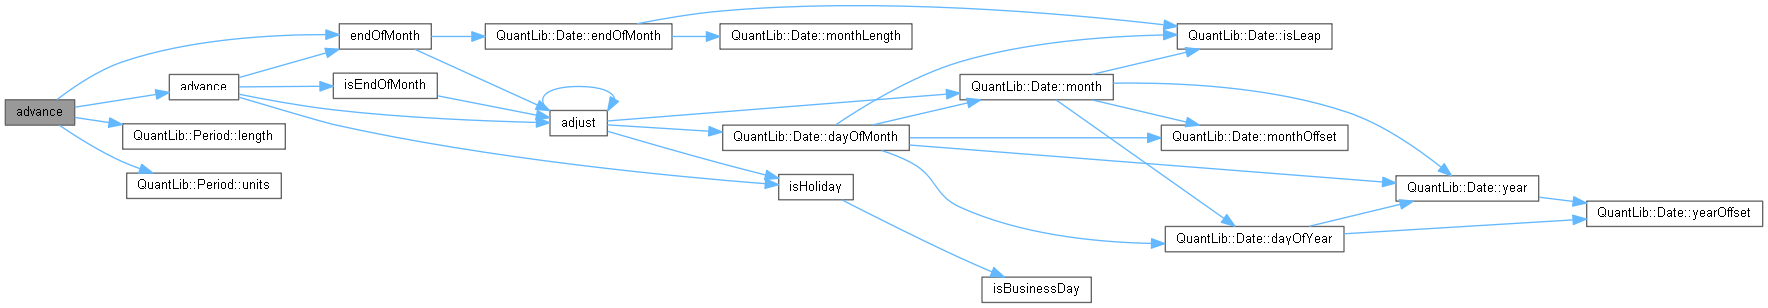 advance
endOfMonth
advance
isEndOfMonth
QuantLib::Period::length
QuantLib::Period::units
QuantLib::Date::endOfMonth
QuantLib::Date::monthLength
adjust
QuantLib::Date::dayOfMonth
isHoliday
QuantLib::Date::month
isBusinessDay
QuantLib::Date::isLeap
QuantLib::Date::monthOffset
QuantLib::Date::dayOfYear
QuantLib::Date::year
QuantLib::Date::yearOffset